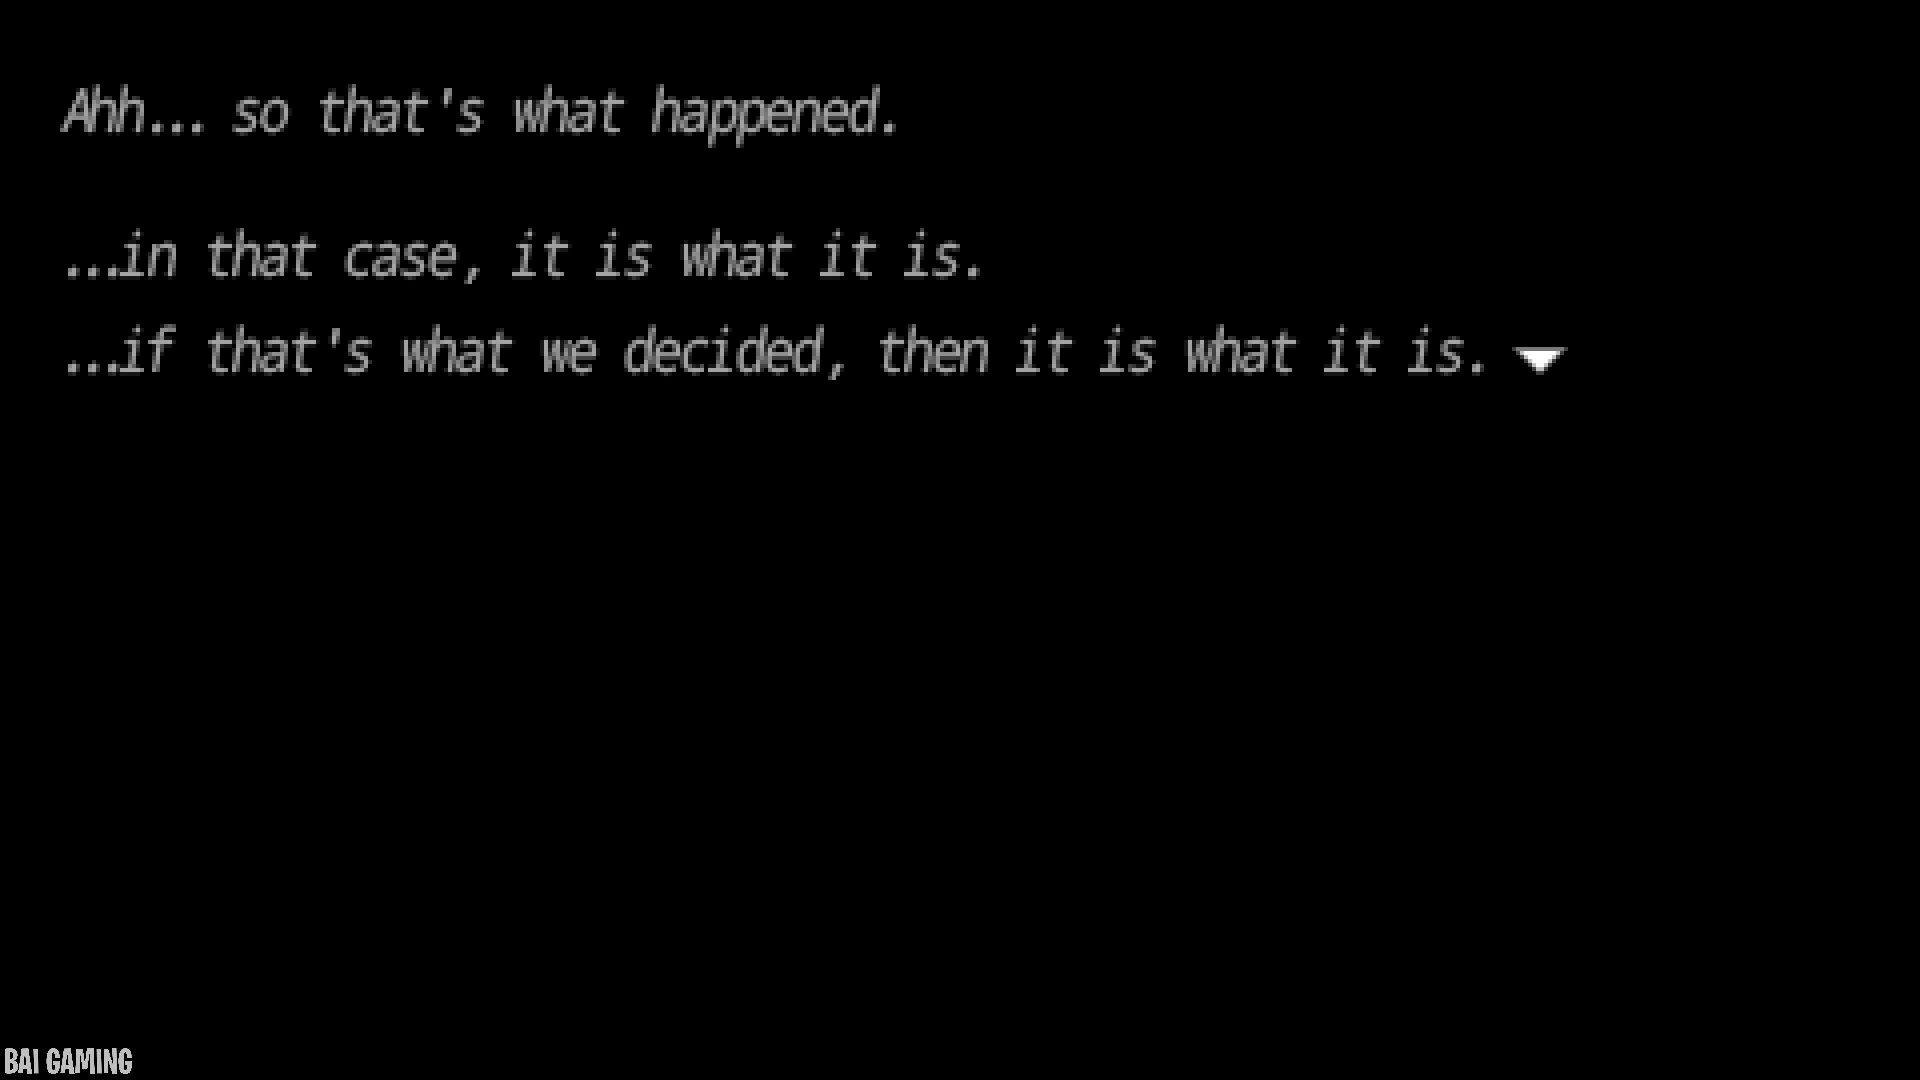 Ahh... so that's what happened.
...in that case, it is what it is.
...if that's what we decided, then it is what it is.
BAI GAMING